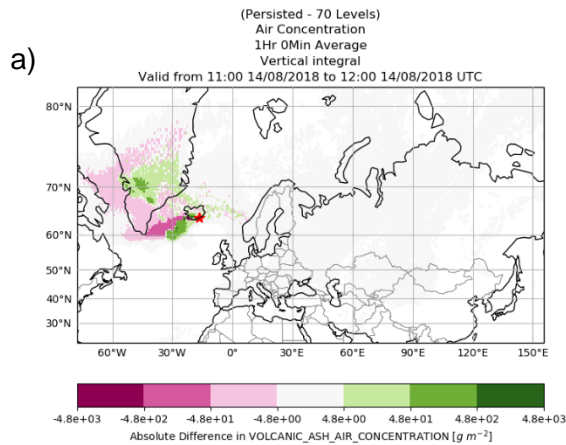 (Persisted - 70 Levels)
Air Concentration
1Hr 0Min Average
Vertical integral
Valid from 11:00 14/08/2018 to 12:00 14/08/2018 UTC
a)
80°N
70°N
60°N
50°N
40°N
30°N
60°W 30°W 0° 30°E 60°E 90°E 120°E 150°E
-4.8e+03 -4.8e+02 -4.8e+01 -4.8e+00 4.8e+00 4.8e+01 4.8e+02 4.8e+03
Absolute Difference in VOLCANIC_ASH_AIR_CONCENTRATION [g m⁻²]